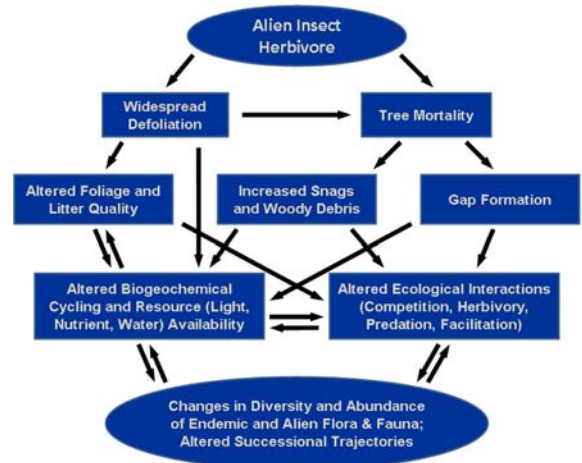 Alien Insect
Herbivore
Widespread
Defoliation
Tree Mortality
Altered Foliage and
Litter Quality
Increased Snags
and Woody Debris
Gap Formation
Altered Biogeochemical
Cycling and Resource (Light,
Nutrient, Water) Availability
Altered Ecological Interactions
(Competition, Herbivory,
Predation, Facilitation)
Changes in Diversity and Abundance
of Endemic and Alien Flora & Fauna;
Altered Successional Trajectories